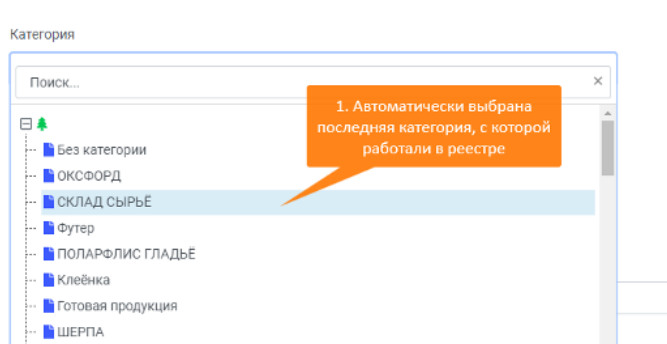 Категория
Поиск...
1. Автоматически выбрана
последняя категория, с которой
работали в реестре
Без категории
ОКСФОРД
СКЛАД СЫРЬЁ
Футер
ПОЛАРФЛИС ГЛАДЬЁ
Клеёнка
Готовая продукция
ШЕРПА